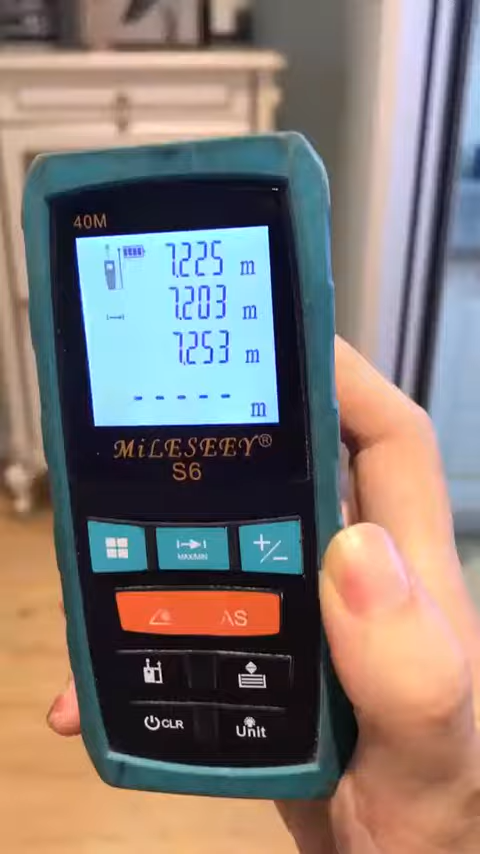 40M
7.225 m
7.203 m
7.253 m
- - - - - m
MiLESEEY®
S6
MAX/MIN
+/-
AS
CLR
Unit